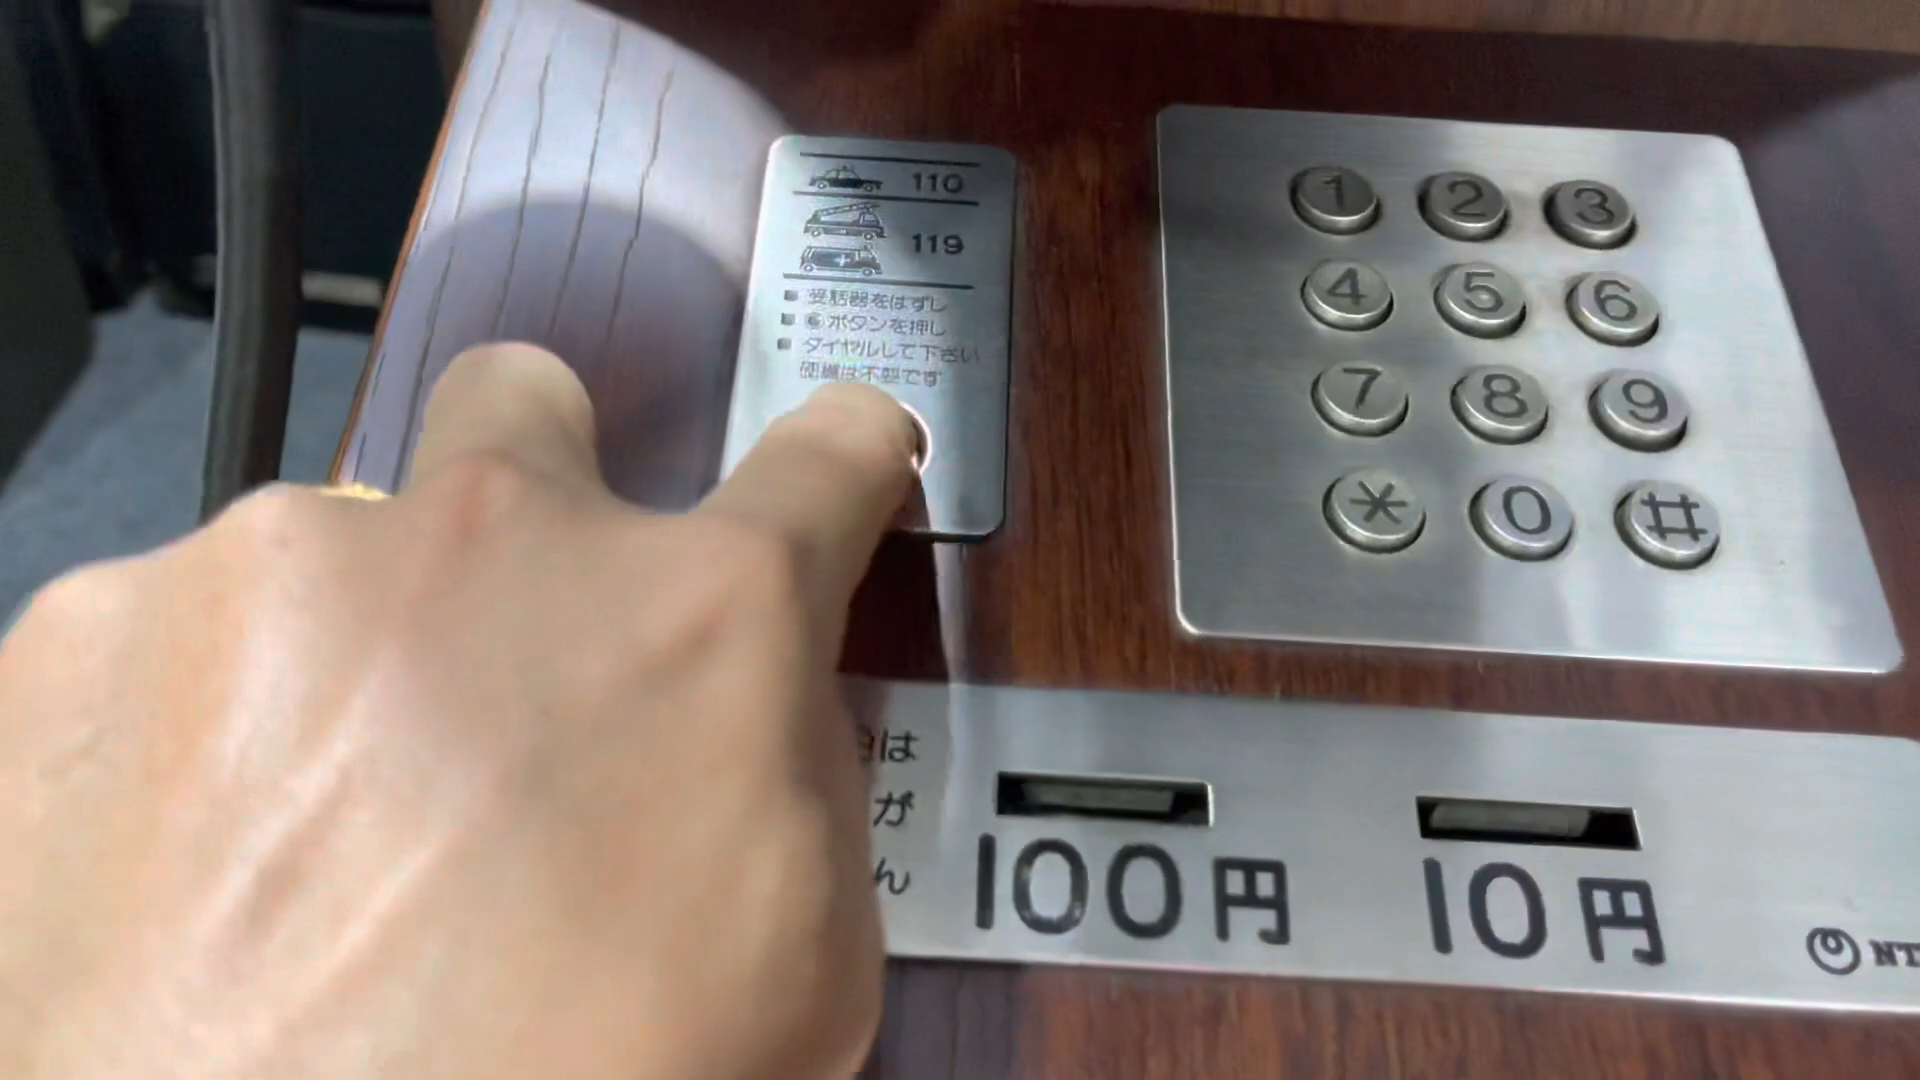 110
119
受話器をはずし
ボタンを押し
ダイヤルして下さい
硬貨は不要です
1 2 3
4 5 6
7 8 9
* 0 #
は
が
ん
100円
10円
NT